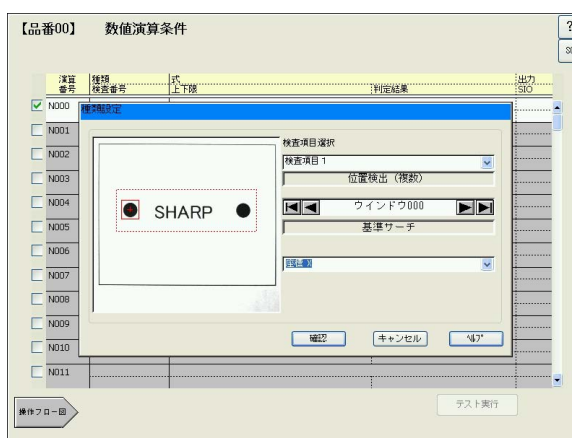 【品番00】 数値演算条件
?
演算 種類 式 出力
番号 検査番号 上下限 判定結果 SIO
N000
種類設定
N001
N002
N003
N004
N005
N006
N007
N008
N009
N010
N011
検査項目選択
検査項目1
位置検出(複数)
SHARP
ウインドウ000
基準サーチ
座標X
確認 キャンセル ヘルプ
テスト実行
操作フロー図